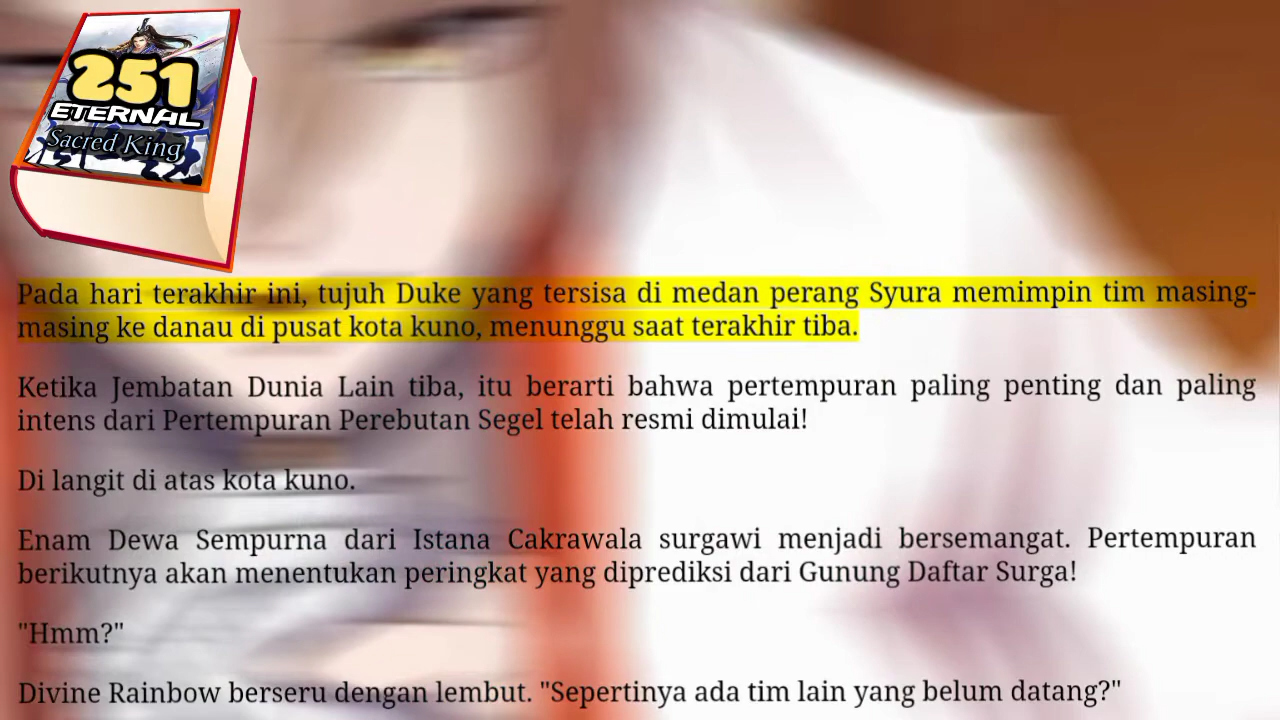 251
ETERNAL
Sacred King
Pada hari terakhir ini, tujuh Duke yang tersisa di medan perang Syura memimpin tim masing-
masing ke danau di pusat kota kuno, menunggu saat terakhir tiba.
Ketika Jembatan Dunia Lain tiba, itu berarti bahwa pertempuran paling penting dan paling
intens dari Pertempuran Perebutan Segel telah resmi dimulai!
Di langit di atas kota kuno.
Enam Dewa Sempurna dari Istana Cakrawala surgawi menjadi bersemangat. Pertempuran
berikutnya akan menentukan peringkat yang diprediksi dari Gunung Daftar Surga!
"Hmm?"
Divine Rainbow berseru dengan lembut. "Sepertinya ada tim lain yang belum datang?"